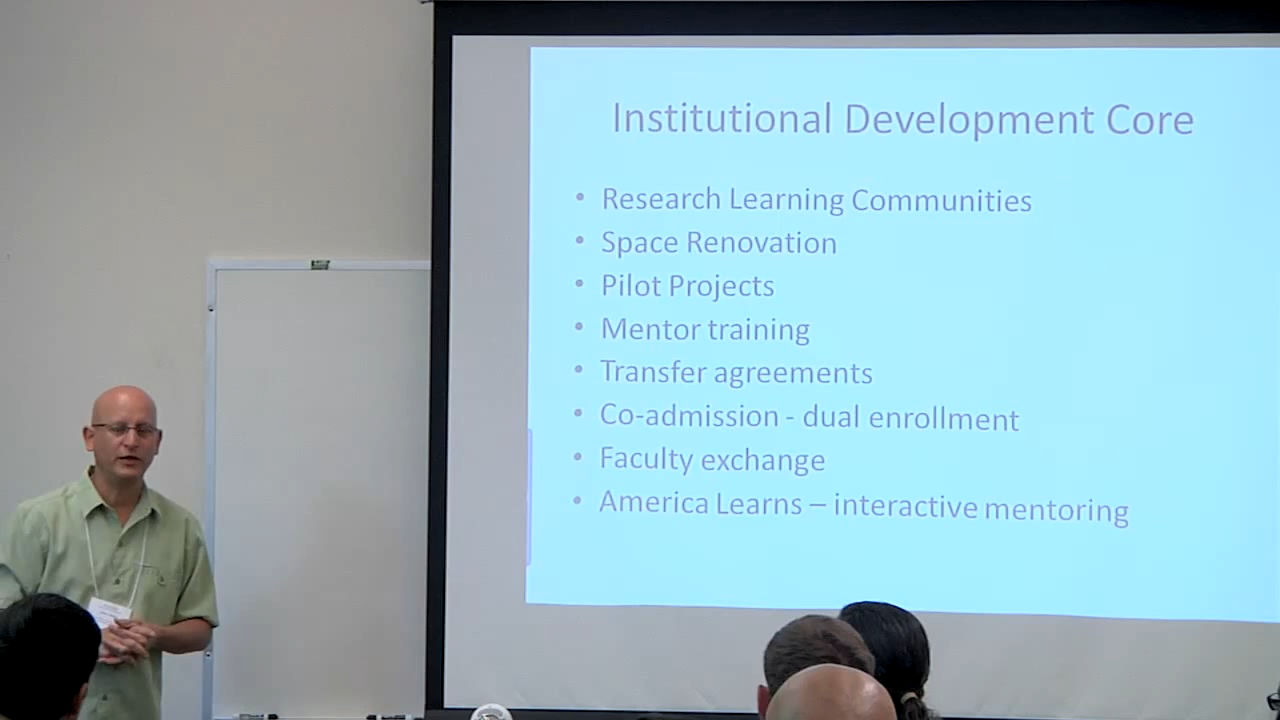 Institutional Development Core
• Research Learning Communities
• Space Renovation
• Pilot Projects
• Mentor training
• Transfer agreements
• Co-admission - dual enrollment
• Faculty exchange
• America Learns – interactive mentoring